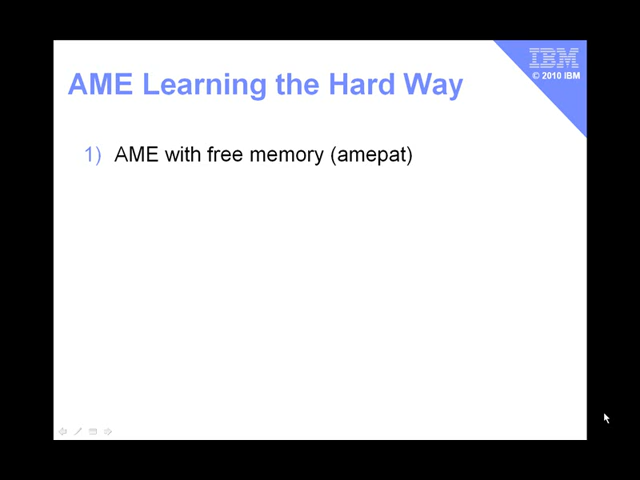 IBM
© 2010 IBM
AME Learning the Hard Way
1) AME with free memory (amepat)